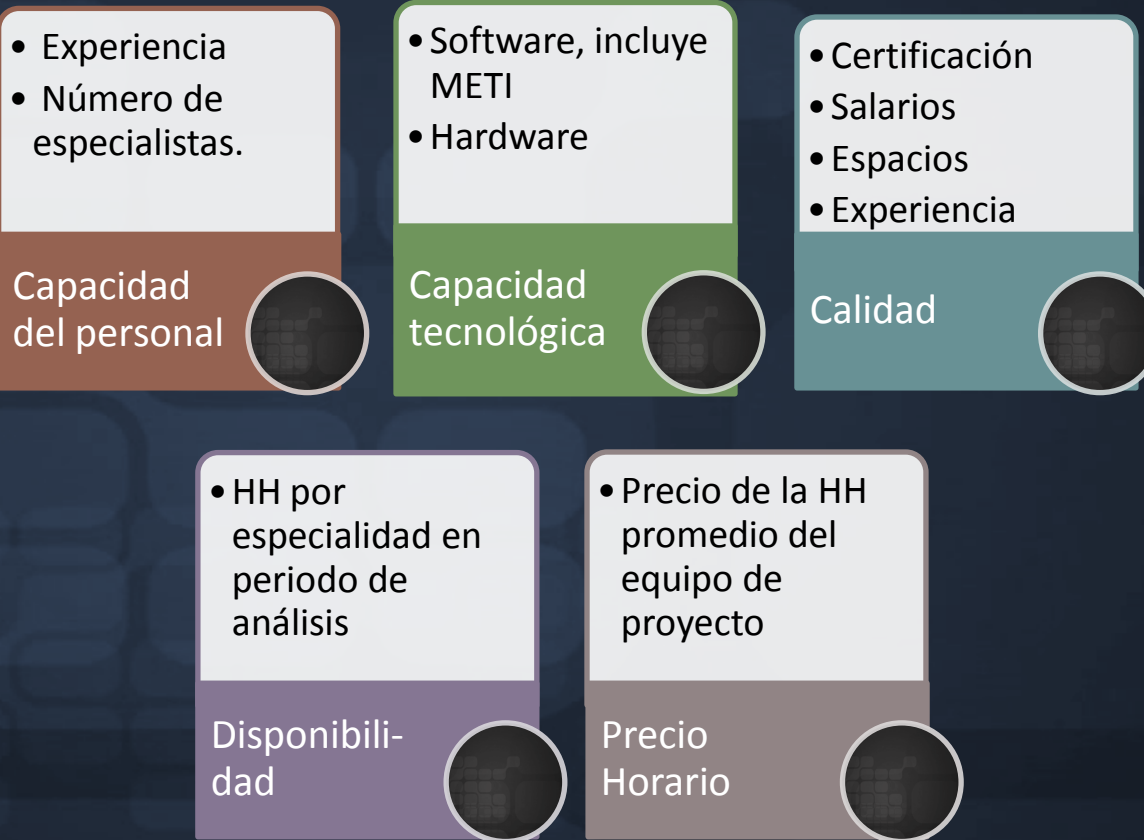 • Experiencia
• Número de
especialistas.
Capacidad
del personal
• Software, incluye
METI
• Hardware
Capacidad
tecnológica
• Certificación
• Salarios
• Espacios
• Experiencia
Calidad
• HH por
especialidad en
periodo de
análisis
Disponibili-
dad
• Precio de la HH
promedio del
equipo de
proyecto
Precio
Horario